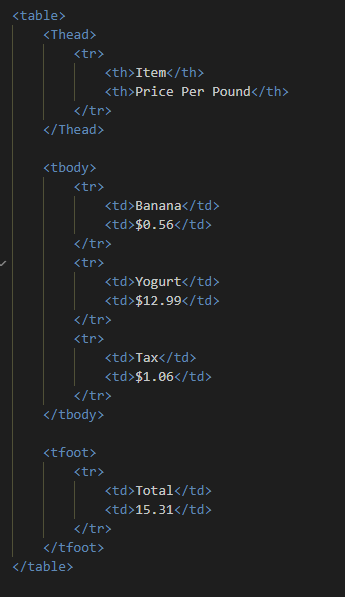 <table>
<Thead>
<tr>
<th>Item</th>
<th>Price Per Pound</th>
</tr>
</Thead>
<tbody>
<tr>
<td>Banana</td>
<td>$0.56</td>
</tr>
<tr>
<td>Yogurt</td>
<td>$12.99</td>
</tr>
<tr>
<td>Tax</td>
<td>$1.06</td>
</tr>
</tbody>
<tfoot>
<tr>
<td>Total</td>
<td>15.31</td>
</tr>
</tfoot>
</table>